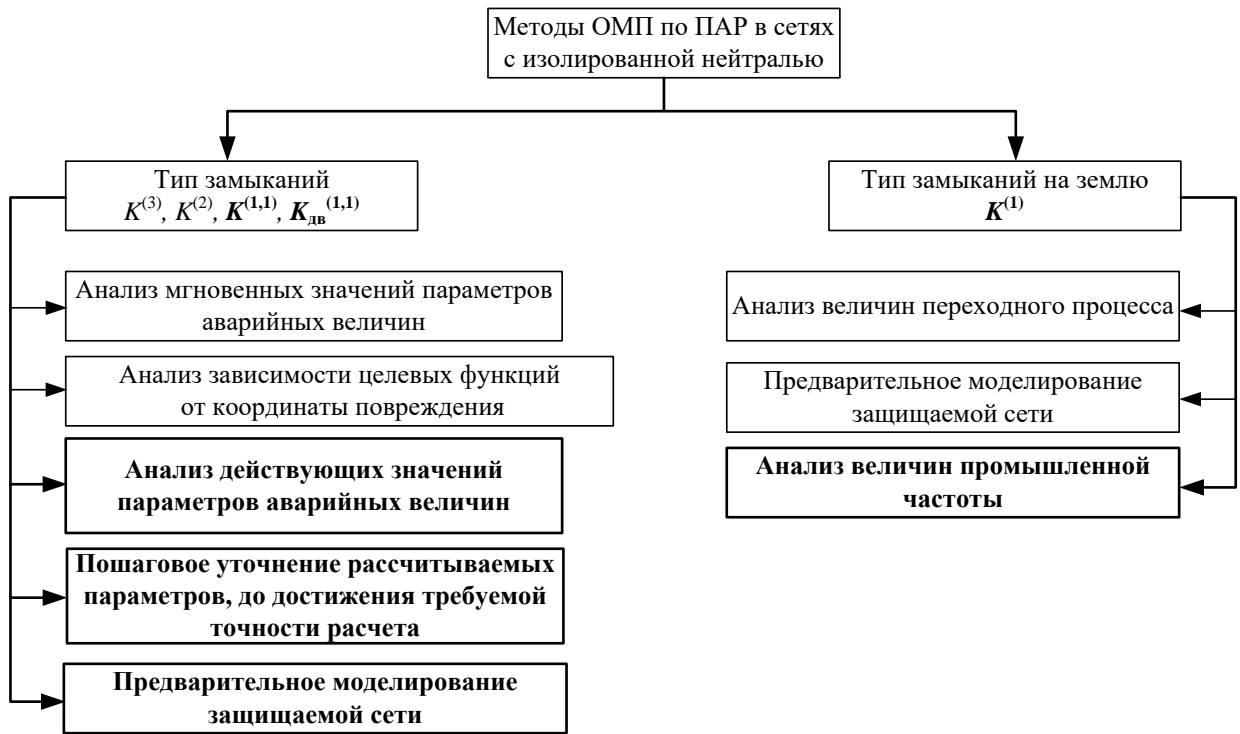 Методы ОМП по ПАР в сетях
с изолированной нейтралью
Тип замыканий
K⁽³⁾, K⁽²⁾, K⁽¹,¹⁾, Kдв⁽¹,¹⁾
Анализ мгновенных значений параметров
аварийных величин
Анализ зависимости целевых функций
от координаты повреждения
Анализ действующих значений
параметров аварийных величин
Пошаговое уточнение рассчитываемых
параметров, до достижения требуемой
точности расчета
Предварительное моделирование
защищаемой сети
Тип замыканий на землю
K⁽¹⁾
Анализ величин переходного процесса
Предварительное моделирование
защищаемой сети
Анализ величин промышленной
частоты